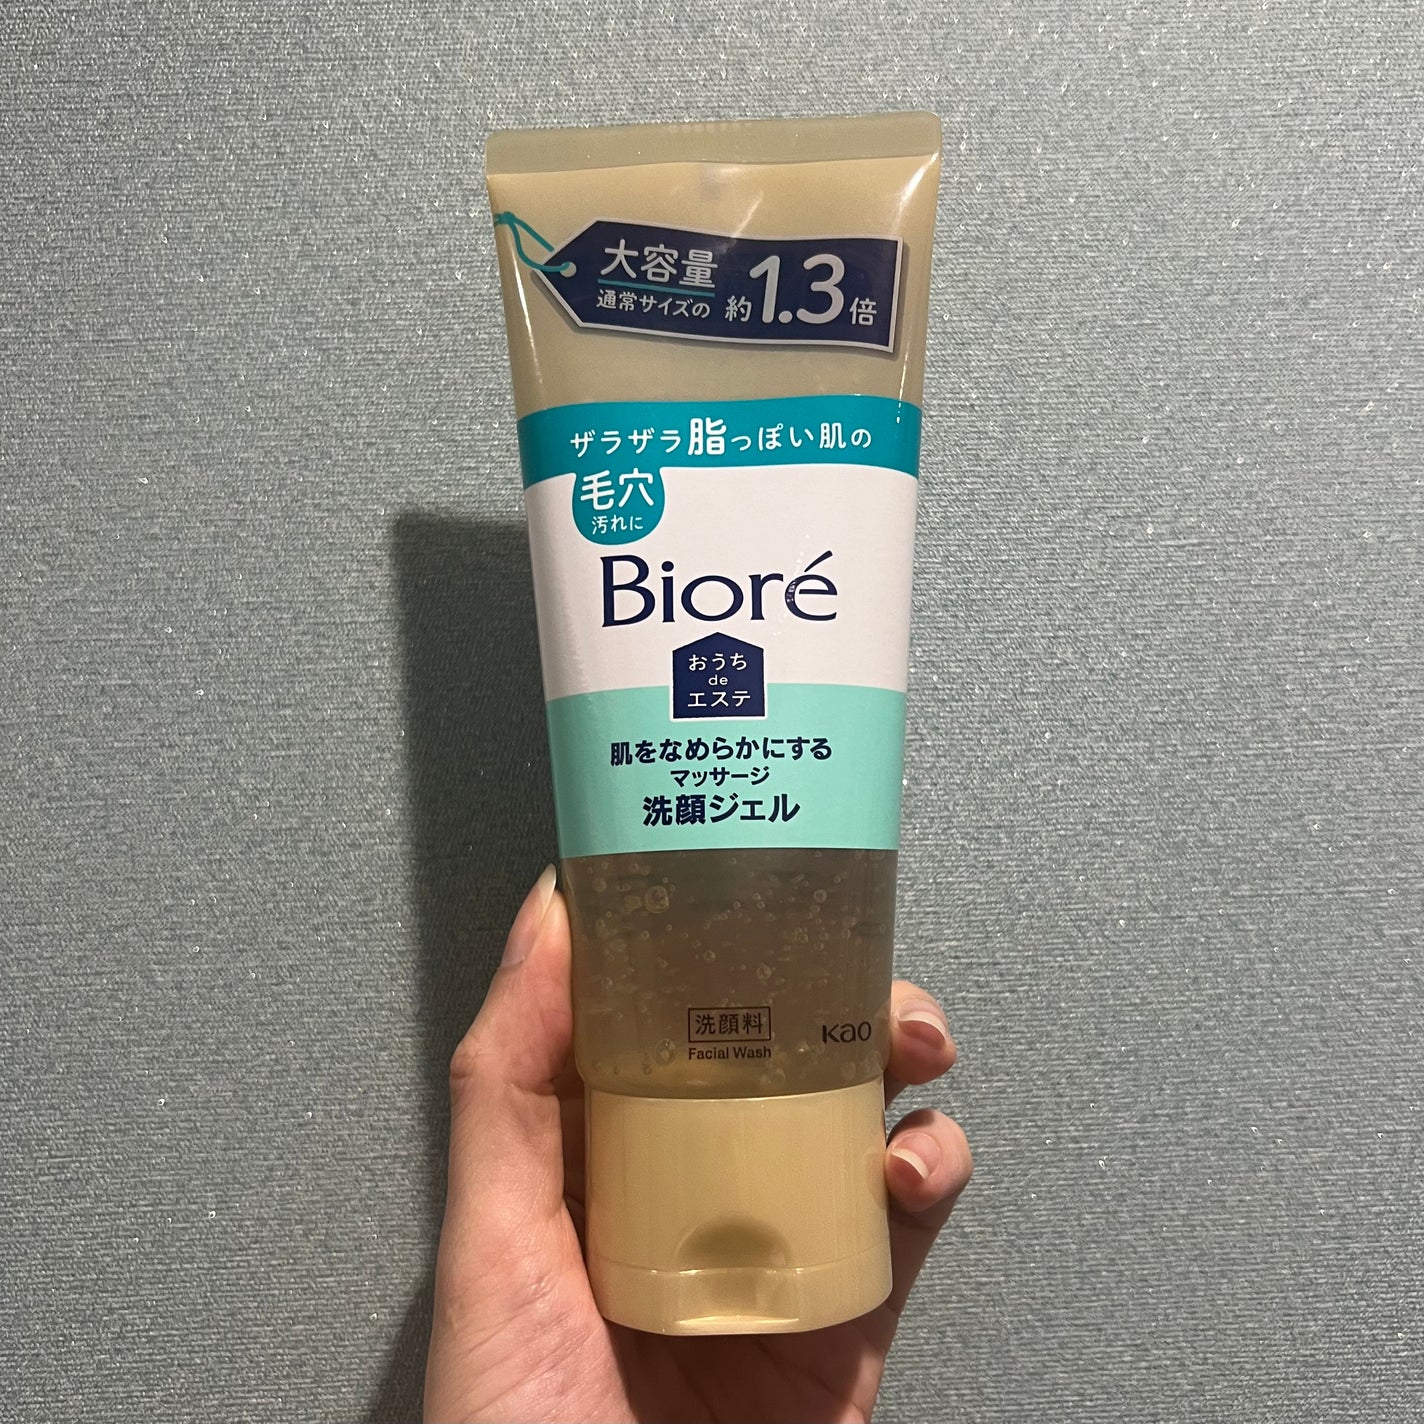 大容量
通常サイズの 約1.3倍
ザラザラ脂っぽい肌の
毛穴
汚れに
Bioré
おうち
de
エステ
肌をなめらかにする
マッサージ
洗顔ジェル
洗顔料
Facial Wash
Kao